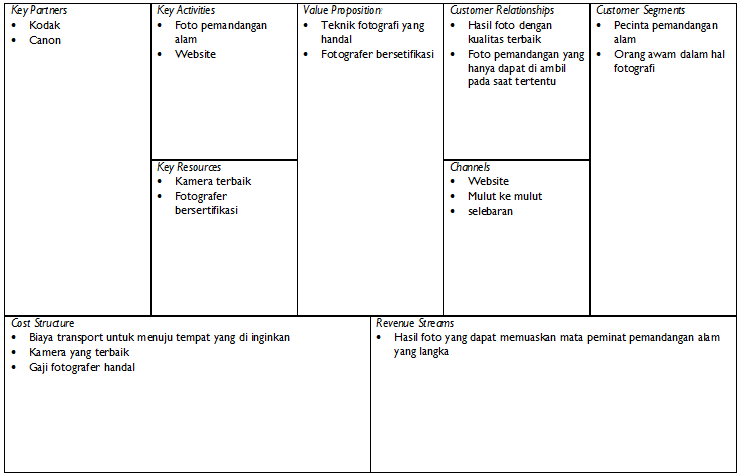 Key Partners
• Kodak
• Canon
Key Activities
• Foto pemandangan
alam
• Website
Key Resources
• Kamera terbaik
• Fotografer
bersertifikasi
Value Proposition
• Teknik fotografi yang
handal
• Fotografer bersetifikasi
Customer Relationships
• Hasil foto dengan
kualitas terbaik
• Foto pemandangan yang
hanya dapat di ambil
pada saat tertentu
Channels
• Website
• Mulut ke mulut
• selebaran
Customer Segments
• Pecinta pemandangan
alam
• Orang awam dalam hal
fotografi
Cost Structure
• Biaya transport untuk menuju tempat yang di inginkan
• Kamera yang terbaik
• Gaji fotografer handal
Revenue Streams
• Hasil foto yang dapat memuaskan mata peminat pemandangan alam
yang langka